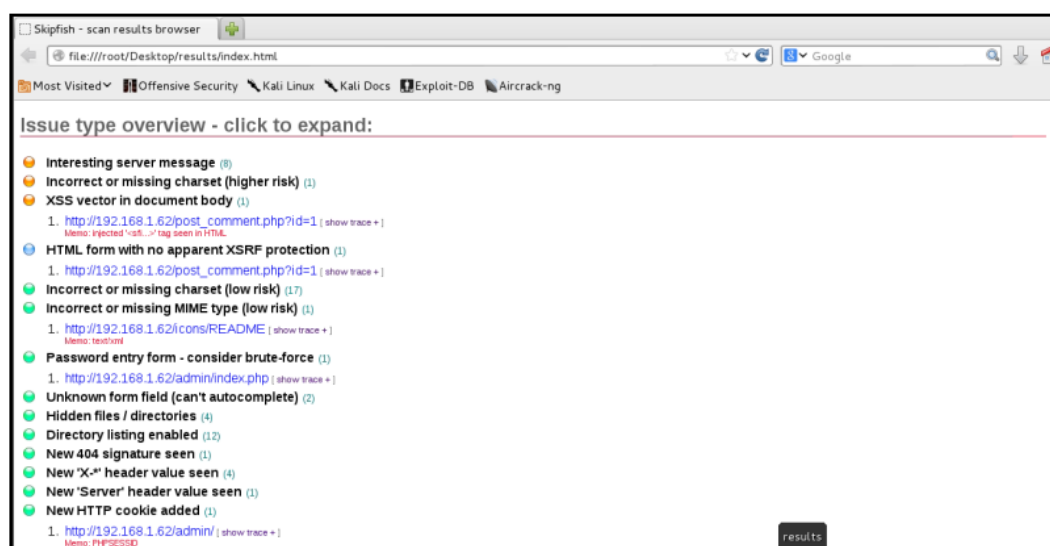 Skipfish - scan results browser
file:///root/Desktop/results/index.html
Google
Most Visited
Offensive Security
Kali Linux
Kali Docs
Exploit-DB
Aircrack-ng
Issue type overview - click to expand:
Interesting server message (8)
Incorrect or missing charset (higher risk) (1)
XSS vector in document body (1)
1. http://192.168.1.62/post_comment.php?id=1 [ show trace + ]
Memo: injected '<sfi...>' tag seen in HTML
HTML form with no apparent XSRF protection (1)
1. http://192.168.1.62/post_comment.php?id=1 [ show trace + ]
Incorrect or missing charset (low risk) (17)
Incorrect or missing MIME type (low risk) (1)
1. http://192.168.1.62/icons/README [ show trace + ]
Memo: text/xml
Password entry form - consider brute-force (1)
1. http://192.168.1.62/admin/index.php [ show trace + ]
Unknown form field (can't autocomplete) (2)
Hidden files / directories (4)
Directory listing enabled (12)
New 404 signature seen (1)
New 'X-*' header value seen (4)
New 'Server' header value seen (1)
New HTTP cookie added (1)
1. http://192.168.1.62/admin/ [ show trace + ]
Memo: PHPSESSID
results